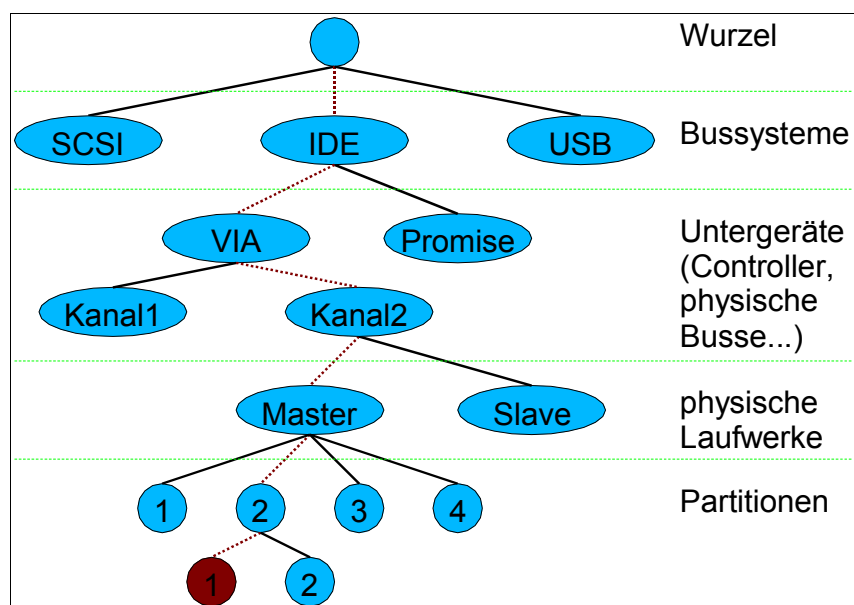 Wurzel
SCSI IDE USB Bussysteme
VIA Promise Untergeräte
(Controller,
physische
Kanal1 Kanal2 Busse...)
Master Slave physische
Laufwerke
1 2 3 4 Partitionen
1 2